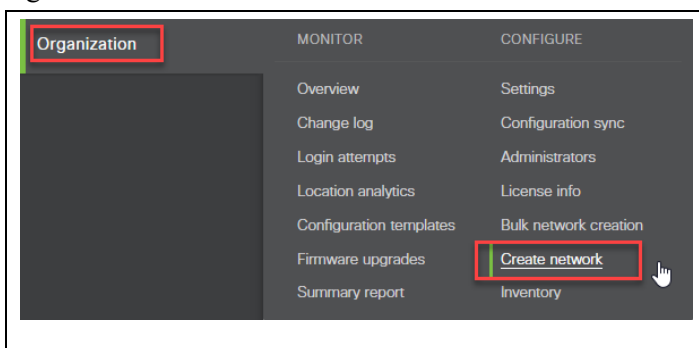 Organization
MONITOR
Overview
Change log
Login attempts
Location analytics
Configuration templates
Firmware upgrades
Summary report
CONFIGURE
Settings
Configuration sync
Administrators
License info
Bulk network creation
Create network
Inventory